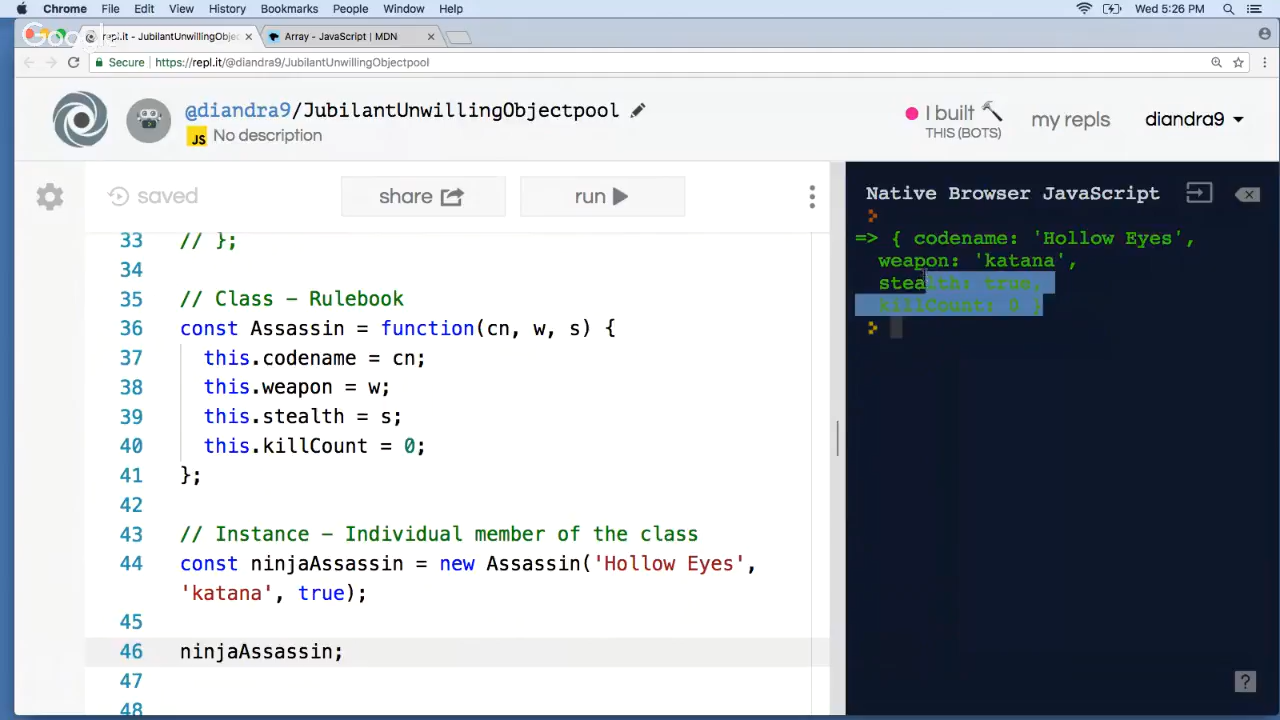 Chrome File Edit View History Bookmarks People Window Help Wed 5:26 PM
Google
repl.it - JubilantUnwillingObjec Array - JavaScript | MDN
Secure https://repl.it/@diandra9/JubilantUnwillingObjectpool
@diandra9/JubilantUnwillingObjectpool
JS No description
I built
THIS (BOTS)
my repls
diandra9
saved
share
run
33 // };
34
35 // Class – Rulebook
36 const Assassin = function(cn, w, s) {
37 this.codename = cn;
38 this.weapon = w;
39 this.stealth = s;
40 this.killCount = 0;
41 };
42
43 // Instance – Individual member of the class
44 const ninjaAssassin = new Assassin('Hollow Eyes',
'katana', true);
45
46 ninjaAssassin;
47
48
Native Browser JavaScript
=> { codename: 'Hollow Eyes',
weapon: 'katana',
stealth: true,
killCount: 0 }
?